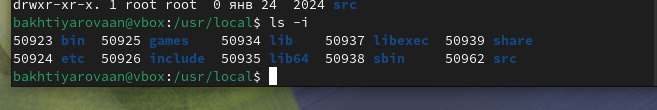 drwxr-xr-x. 1 root root  0 янв 24  2024 src
bakhtiyarovaan@vbox:/usr/local$ ls -i
50923 bin  50925 games    50934 lib    50937 libexec  50939 share
50924 etc  50926 include  50935 lib64  50938 sbin     50962 src
bakhtiyarovaan@vbox:/usr/local$